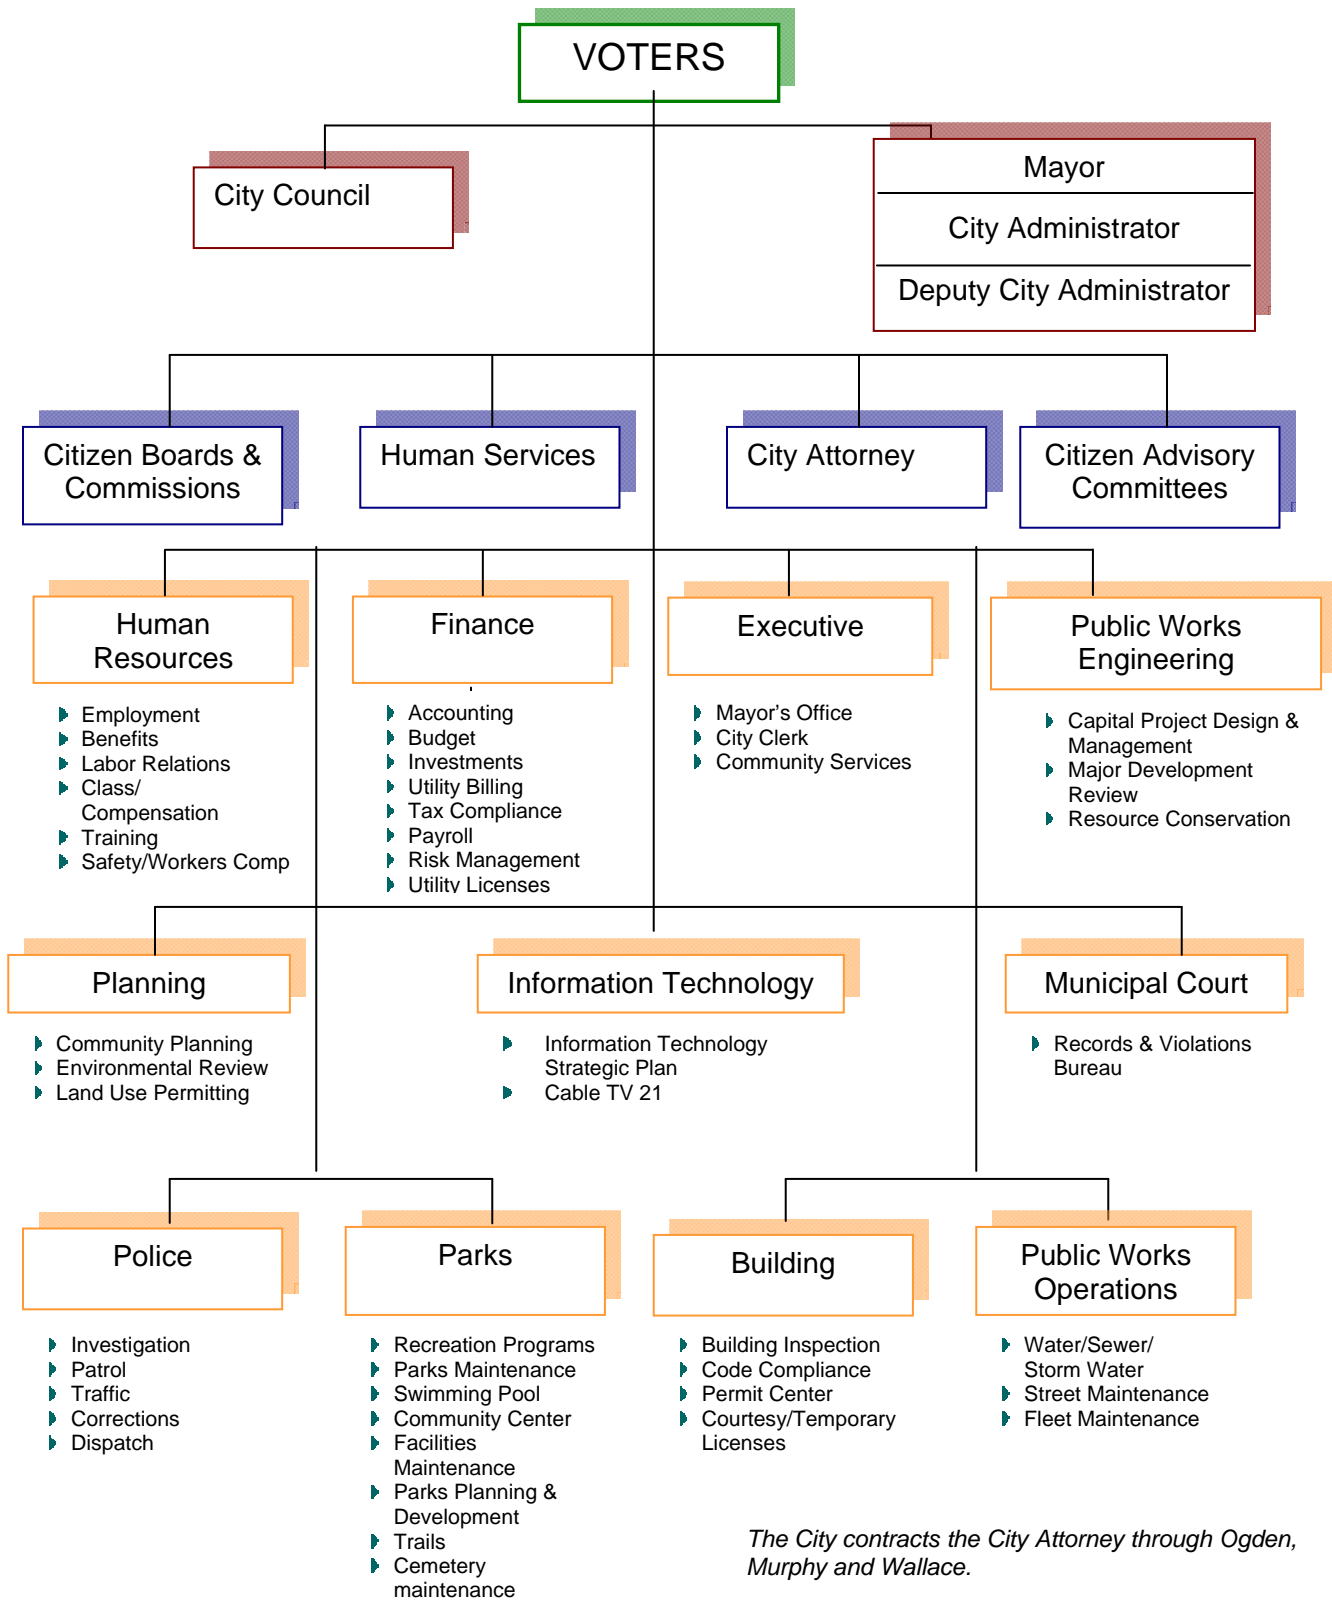 VOTERS
City Council
Mayor
City Administrator
Deputy City Administrator
Citizen Boards &
Commissions
Human Services
City Attorney
Citizen Advisory
Committees
Human
Resources
Employment
Benefits
Labor Relations
Class/
Compensation
Training
Safety/Workers Comp
Finance
Accounting
Budget
Investments
Utility Billing
Tax Compliance
Payroll
Risk Management
Utility Licenses
Executive
Mayor's Office
City Clerk
Community Services
Public Works
Engineering
Capital Project Design &
Management
Major Development
Review
Resource Conservation
Planning
Community Planning
Environmental Review
Land Use Permitting
Information Technology
Information Technology
Strategic Plan
Cable TV 21
Municipal Court
Records & Violations
Bureau
Police
Investigation
Patrol
Traffic
Corrections
Dispatch
Parks
Recreation Programs
Parks Maintenance
Swimming Pool
Community Center
Facilities
Maintenance
Parks Planning &
Development
Trails
Cemetery
maintenance
Building
Building Inspection
Code Compliance
Permit Center
Courtesy/Temporary
Licenses
Public Works
Operations
Water/Sewer/
Storm Water
Street Maintenance
Fleet Maintenance
The City contracts the City Attorney through Ogden,
Murphy and Wallace.